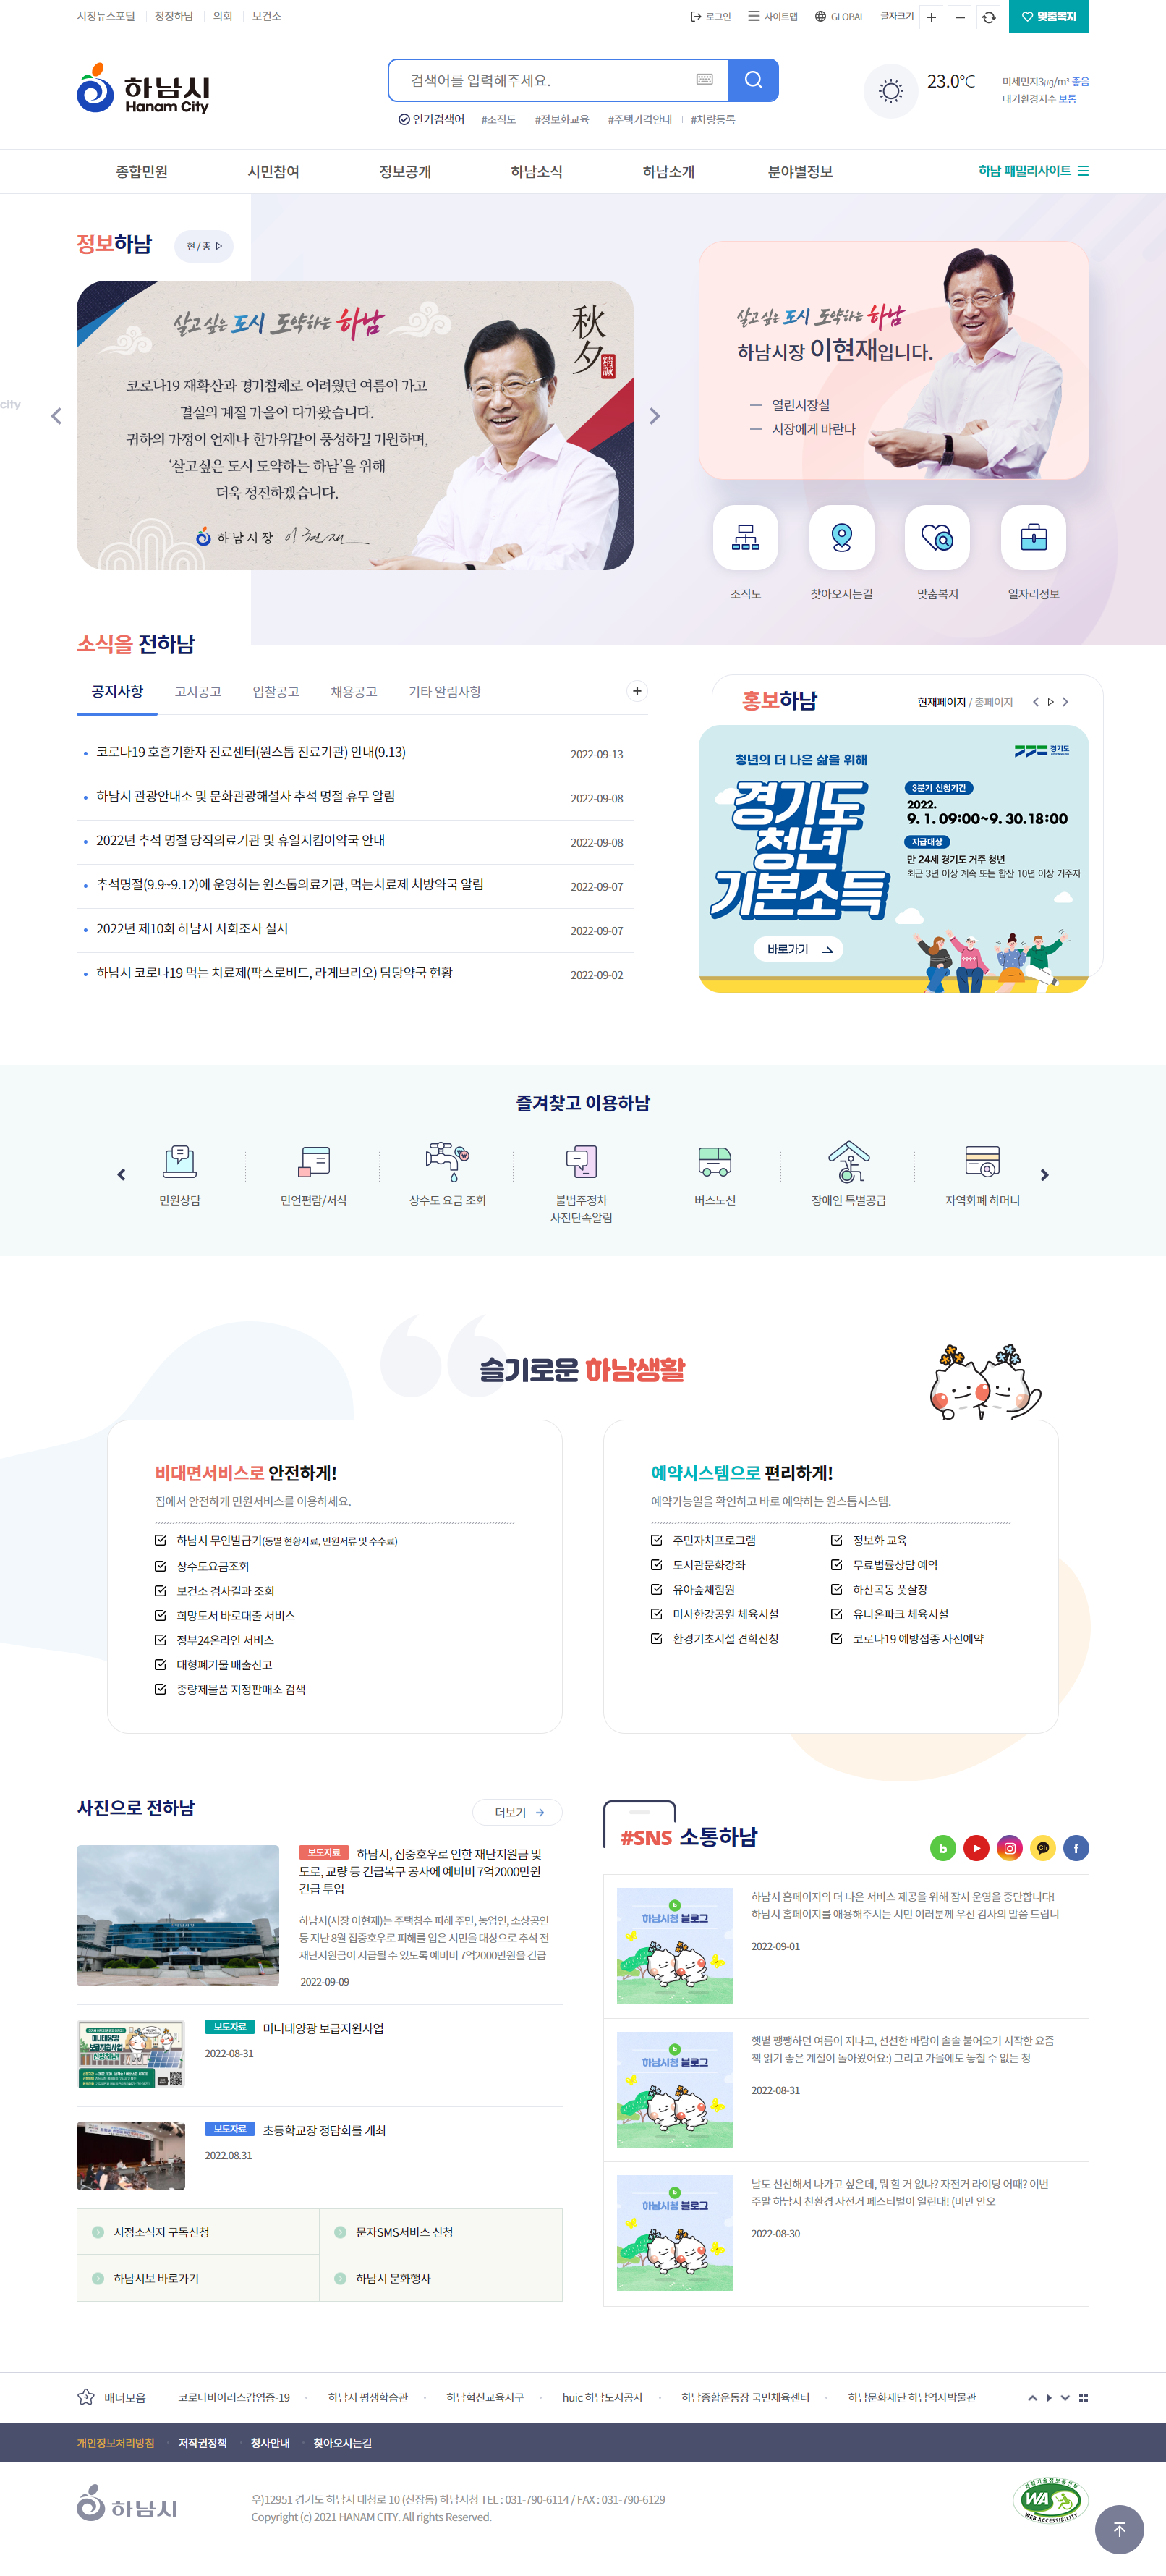 시정뉴스포털
청정하남
의회
보건소
로그인
사이트맵
GLOBAL
글자크기
맞춤복지
하남시
Hanam City
검색어를 입력해주세요.
인기검색어
#조직도
#정보화교육
#주택가격안내
#차량등록
23.0℃
미세먼지3㎍/m³ 좋음
대기환경지수 보통
종합민원
시민참여
정보공개
하남소식
하남소개
분야별정보
하남 패밀리사이트
정보하남
현 / 총
city
살고싶은 도시 도약하는 하남
秋夕
精誠
코로나19 재확산과 경기침체로 어려웠던 여름이 가고
결실의 계절 가을이 다가왔습니다.
귀하의 가정이 언제나 한가위같이 풍성하길 기원하며,
‘살고싶은 도시 도약하는 하남’을 위해
더욱 정진하겠습니다.
하남시장 이현재
살고싶은 도시 도약하는 하남
하남시장 이현재입니다.
열린시장실
시장에게 바란다
조직도
찾아오시는길
맞춤복지
일자리정보
소식을 전하남
공지사항
고시공고
입찰공고
채용공고
기타 알림사항
코로나19 호흡기환자 진료센터(원스톱 진료기관) 안내(9.13)
2022-09-13
하남시 관광안내소 및 문화관광해설사 추석 명절 휴무 알림
2022-09-08
2022년 추석 명절 당직의료기관 및 휴일지킴이약국 안내
2022-09-08
추석명절(9.9~9.12)에 운영하는 원스톱의료기관, 먹는치료제 처방약국 알림
2022-09-07
2022년 제10회 하남시 사회조사 실시
2022-09-07
하남시 코로나19 먹는 치료제(팍스로비드, 라게브리오) 담당약국 현황
2022-09-02
홍보하남
현재페이지 / 총페이지
경기도
청년의 더 나은 삶을 위해
경기도
청년
기본소득
3분기 신청기간
2022.
9. 1. 09:00~9. 30.18:00
지급대상
만 24세 경기도 거주 청년
최근 3년 이상 계속 또는 합산 10년 이상 거주자
바로가기
즐겨찾고 이용하남
민원상담
민언편람/서식
상수도 요금 조회
불법주정차
사전단속알림
버스노선
장애인 특별공급
자역화폐 하머니
슬기로운 하남생활
비대면서비스로 안전하게!
집에서 안전하게 민원서비스를 이용하세요.
하남시 무인발급기(동별 현황자료, 민원서류 및 수수료)
상수도요금조회
보건소 검사결과 조회
희망도서 바로대출 서비스
정부24온라인 서비스
대형폐기물 배출신고
종량제물품 지정판매소 검색
예약시스템으로 편리하게!
예약가능일을 확인하고 바로 예약하는 원스톱시스템.
주민자치프로그램
정보화 교육
도서관문화강좌
무료법률상담 예약
유아숲체험원
하산곡동 풋살장
미사한강공원 체육시설
유니온파크 체육시설
환경기초시설 견학신청
코로나19 예방접종 사전예약
사진으로 전하남
더보기
보도자료 하남시, 집중호우로 인한 재난지원금 및
도로, 교량 등 긴급복구 공사에 예비비 7억2000만원
긴급 투입
하남시(시장 이현재)는 주택침수 피해 주민, 농업인, 소상공인
등 지난 8월 집중호우로 피해를 입은 시민을 대상으로 추석 전
재난지원금이 지급될 수 있도록 예비비 7억2000만원을 긴급
2022-09-09
미니태양광
보급지원사업
보도자료 미니태양광 보급지원사업
2022-08-31
보도자료 초등학교장 정담회를 개최
2022.08.31
시정소식지 구독신청
문자SMS서비스 신청
하남시보 바로가기
하남시 문화행사
#SNS 소통하남
하남시청 블로그
하남시 홈페이지의 더 나은 서비스 제공을 위해 잠시 운영을 중단합니다!
하남시 홈페이지를 애용해주시는 시민 여러분께 우선 감사의 말씀 드립니
2022-09-01
하남시청 블로그
햇볕 쨍쨍하던 여름이 지나고, 선선한 바람이 솔솔 불어오기 시작한 요즘
책 읽기 좋은 계절이 돌아왔어요:) 그리고 가을에도 놓칠 수 없는 청
2022-08-31
하남시청 블로그
날도 선선해서 나가고 싶은데, 뭐 할 거 없나? 자전거 라이딩 어때? 이번
주말 하남시 친환경 자전거 페스티벌이 열린대! (비만 안오
2022-08-30
배너모음
코로나바이러스감염증-19
하남시 평생학습관
하남혁신교육지구
huic 하남도시공사
하남종합운동장 국민체육센터
하남문화재단 하남역사박물관
개인정보처리방침
저작권정책
청사안내
찾아오시는길
하남시
우)12951 경기도 하남시 대청로 10 (신장동) 하남시청 TEL : 031-790-6114 / FAX : 031-790-6129
Copyright (c) 2021 HANAM CITY. All rights Reserved.
과학기술정보통신부
WA
WEB ACCESSIBILITY